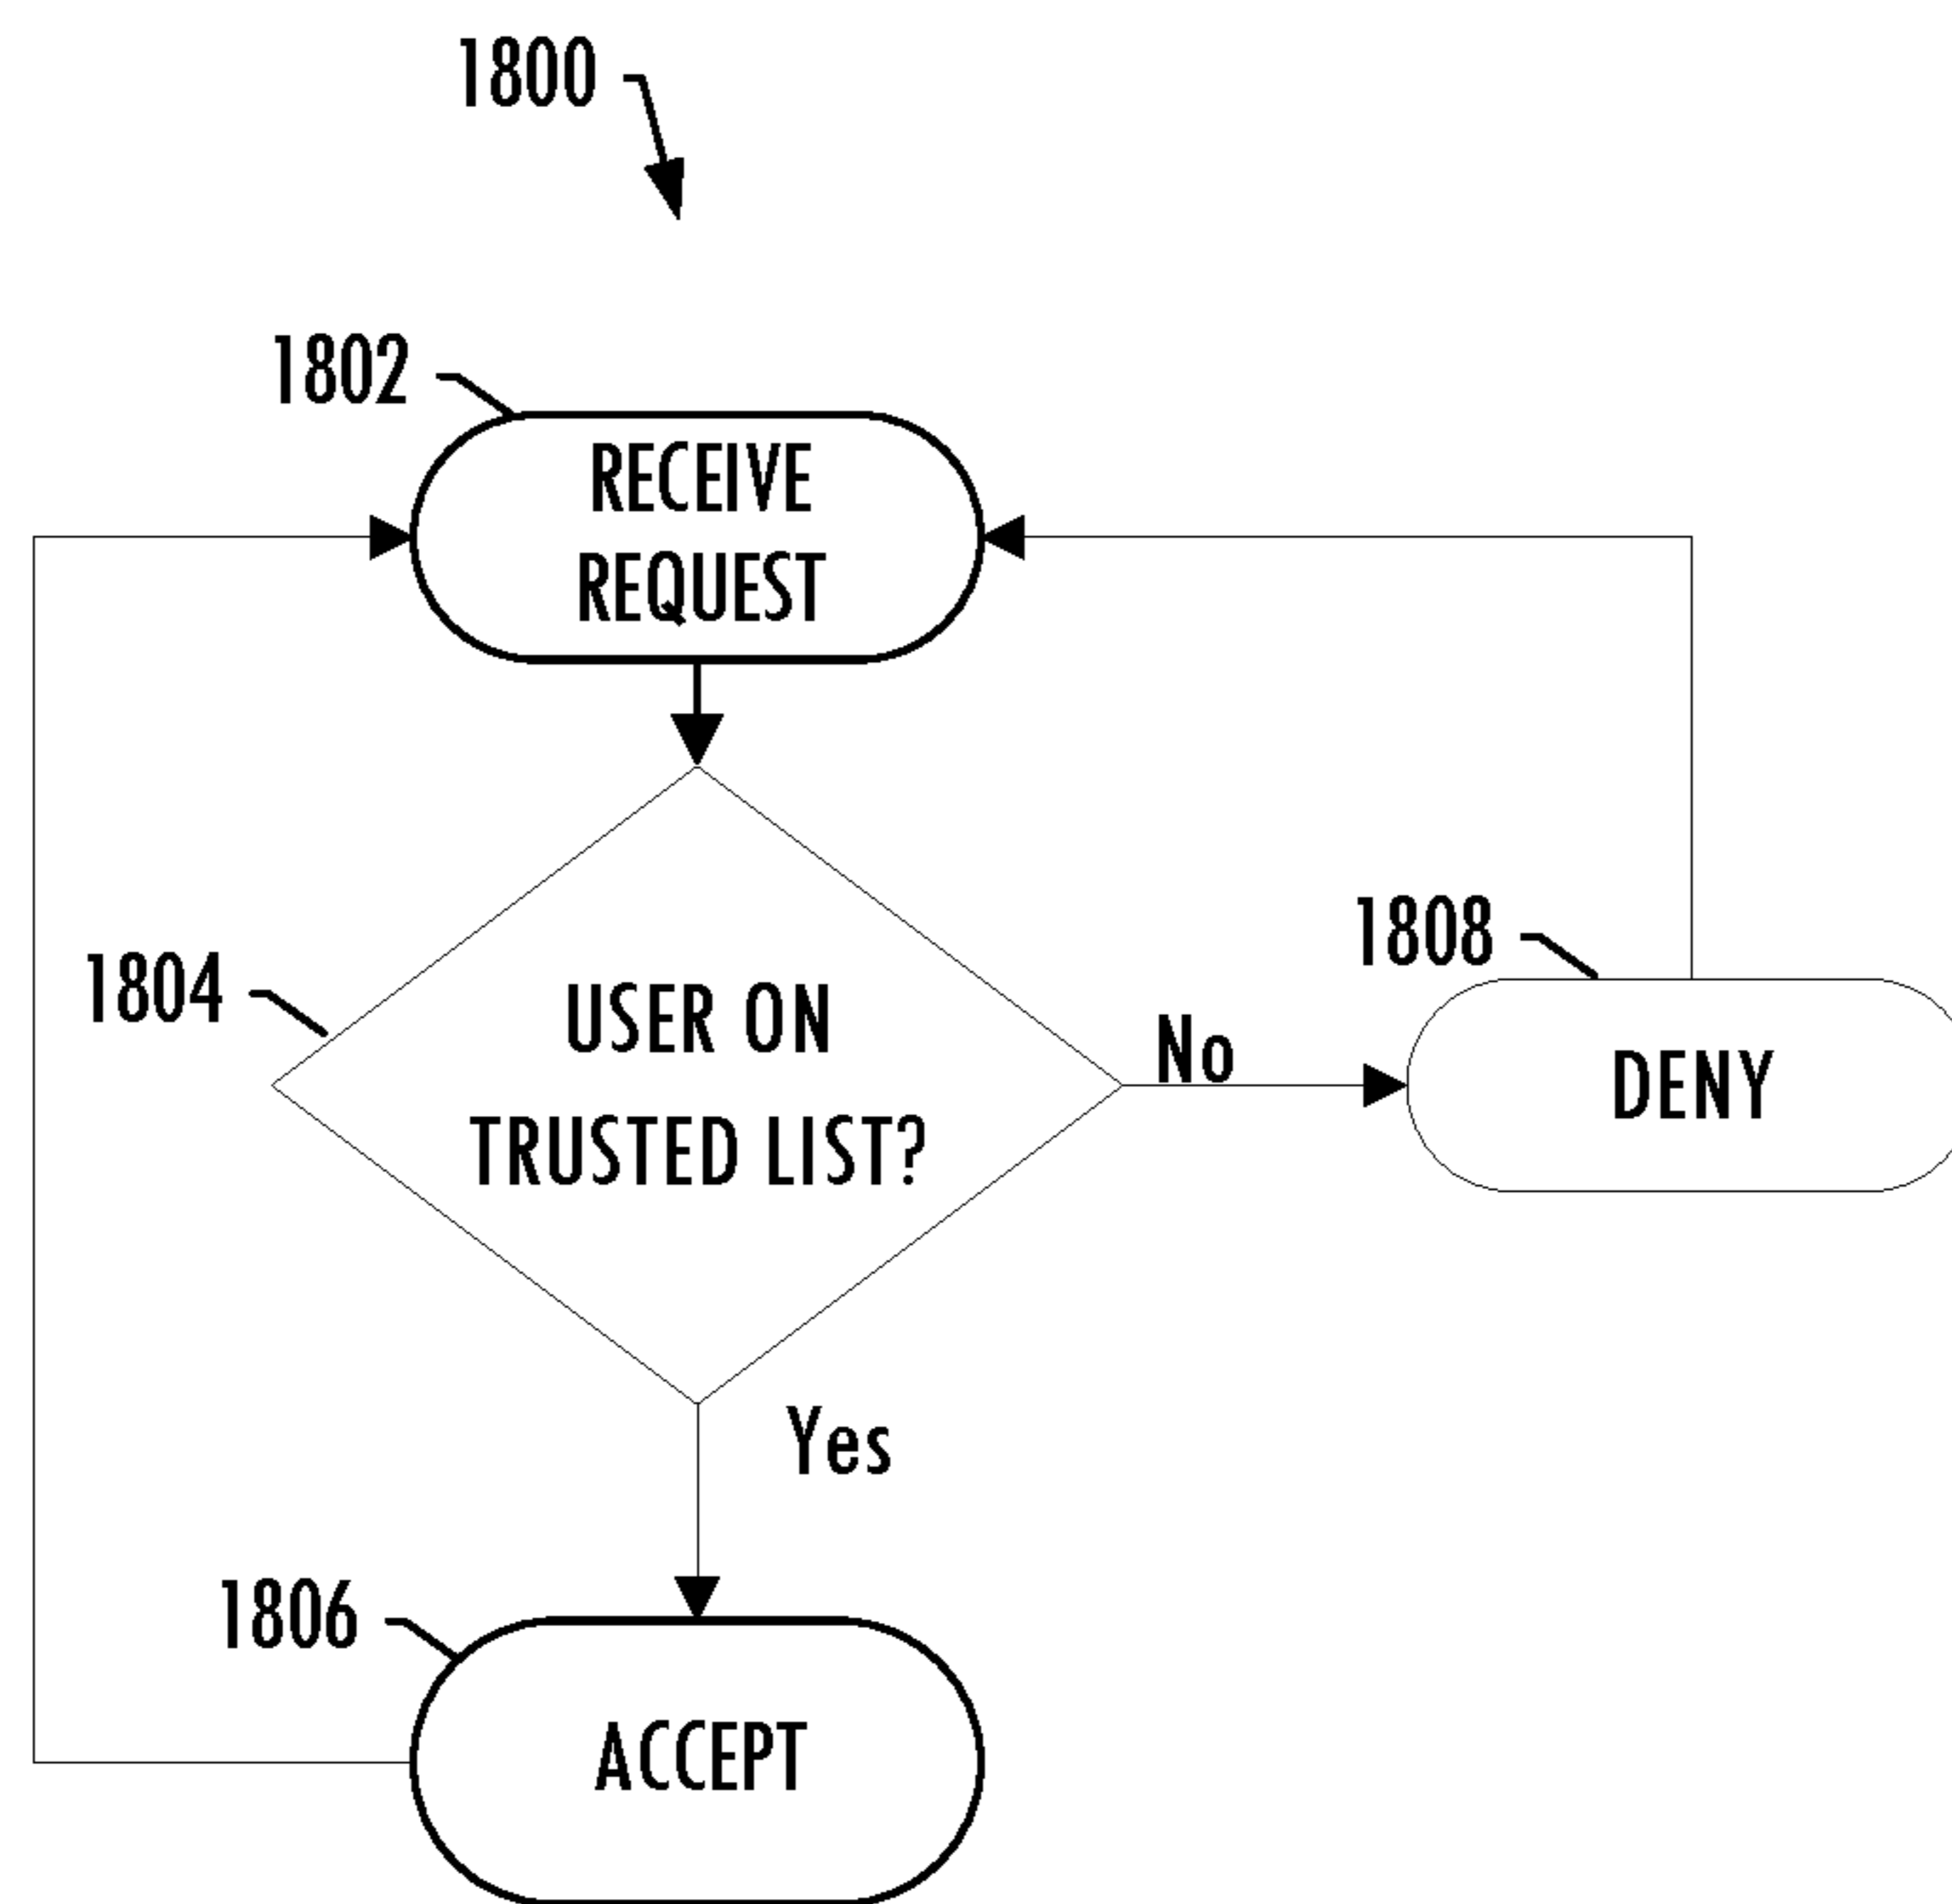 1800
1802
RECEIVE
REQUEST
1804
USER ON
TRUSTED LIST?
No
1808
DENY
Yes
1806
ACCEPT